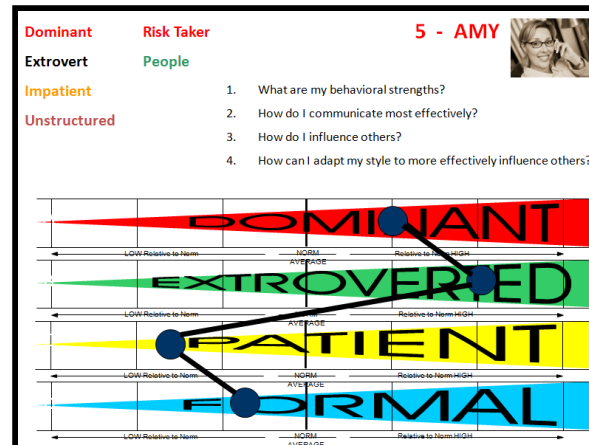 Dominant Risk Taker 5 - AMY
Extrovert People
Impatient
Unstructured
1. What are my behavioral strengths?
2. How do I communicate most effectively?
3. How do I influence others?
4. How can I adapt my style to more effectively influence others?
DOMINANT
LOW Relative to Norm NORM Relative to Norm HIGH
AVERAGE
EXTROVERTED
LOW Relative to Norm Relative to Norm HIGH
AVERAGE
PATIENT
LOW Relative to Norm NORM Relative to Norm HIGH
AVERAGE
FORMAL
LOW Relative to Norm NORM Relative to Norm HIGH
AVERAGE